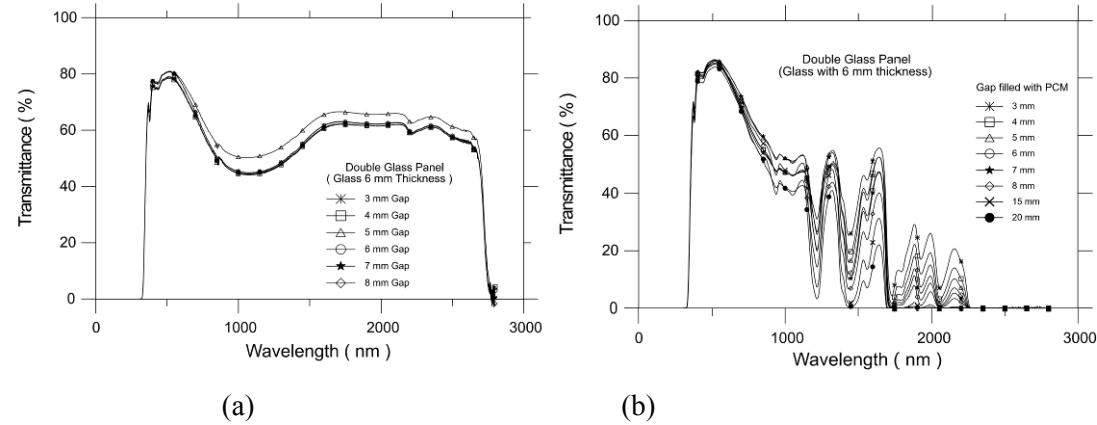 100
80
60
40
20
0
Transmittance ( % )
Double Glass Panel
( Glass 6 mm Thickness )
3 mm Gap
4 mm Gap
5 mm Gap
6 mm Gap
7 mm Gap
8 mm Gap
0 1000 2000 3000
Wavelength ( nm )
(a)
100
80
60
40
20
0
Transmittance ( % )
Double Glass Panel
(Glass with 6 mm thickness)
Gap filled with PCM
3 mm
4 mm
5 mm
6 mm
7 mm
8 mm
15 mm
20 mm
0 1000 2000 3000
Wavelength ( nm )
(b)